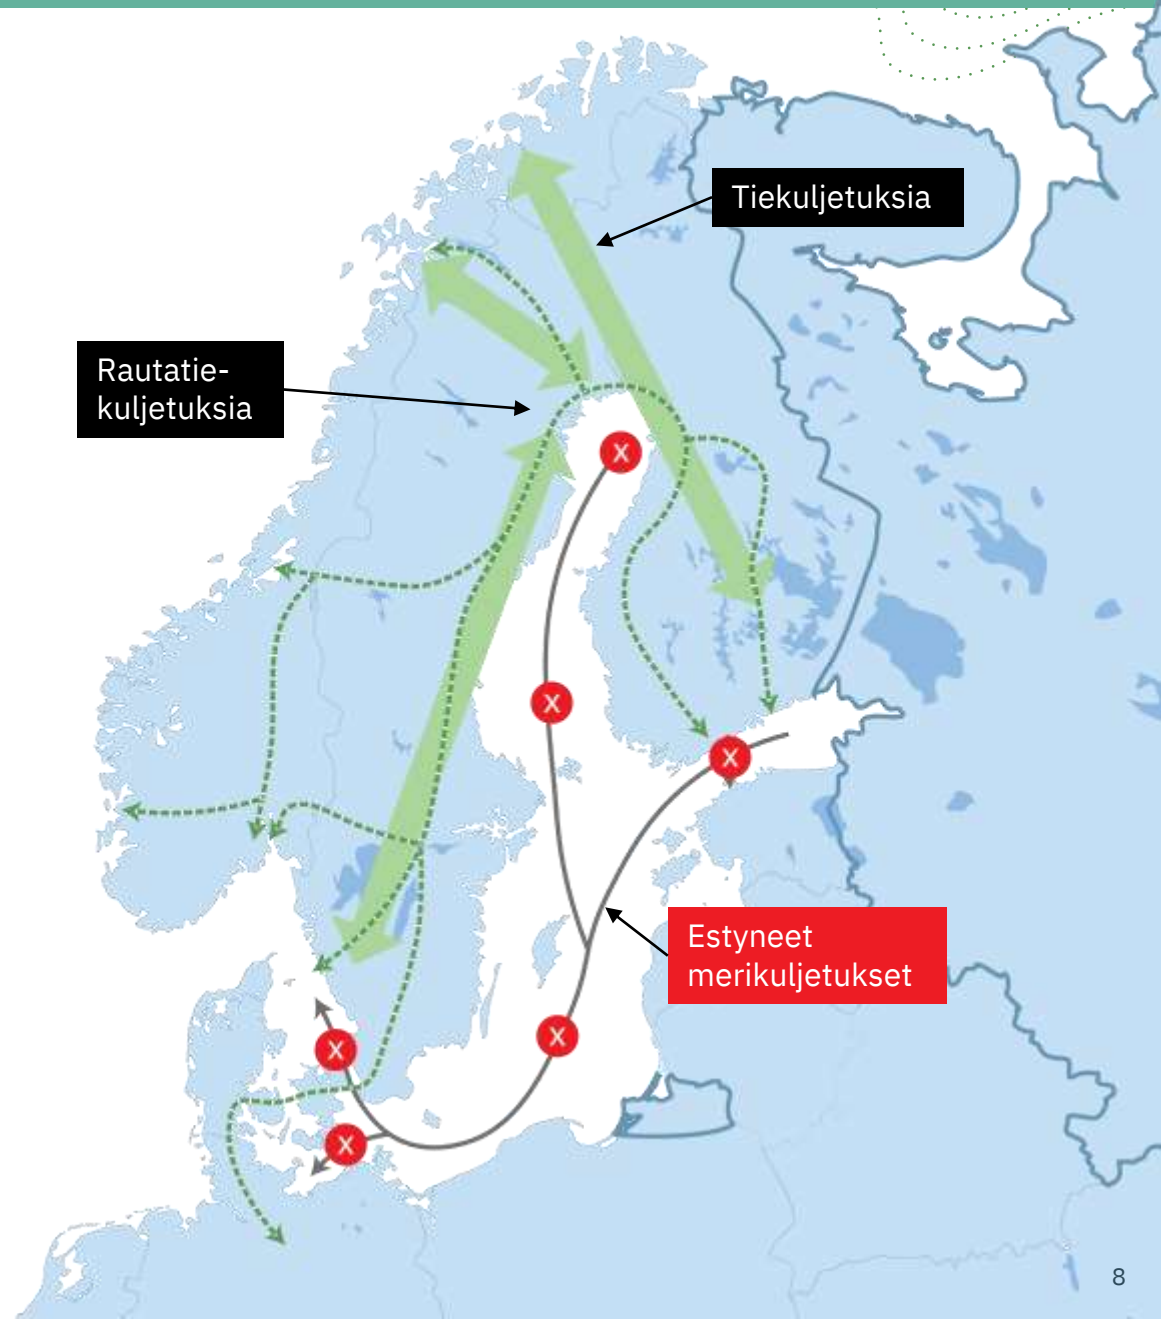 Tiekuljetuksia
Rautatie-
kuljetuksia
X
X
X
Estyneet
merikuljetukset
X
X
X
8